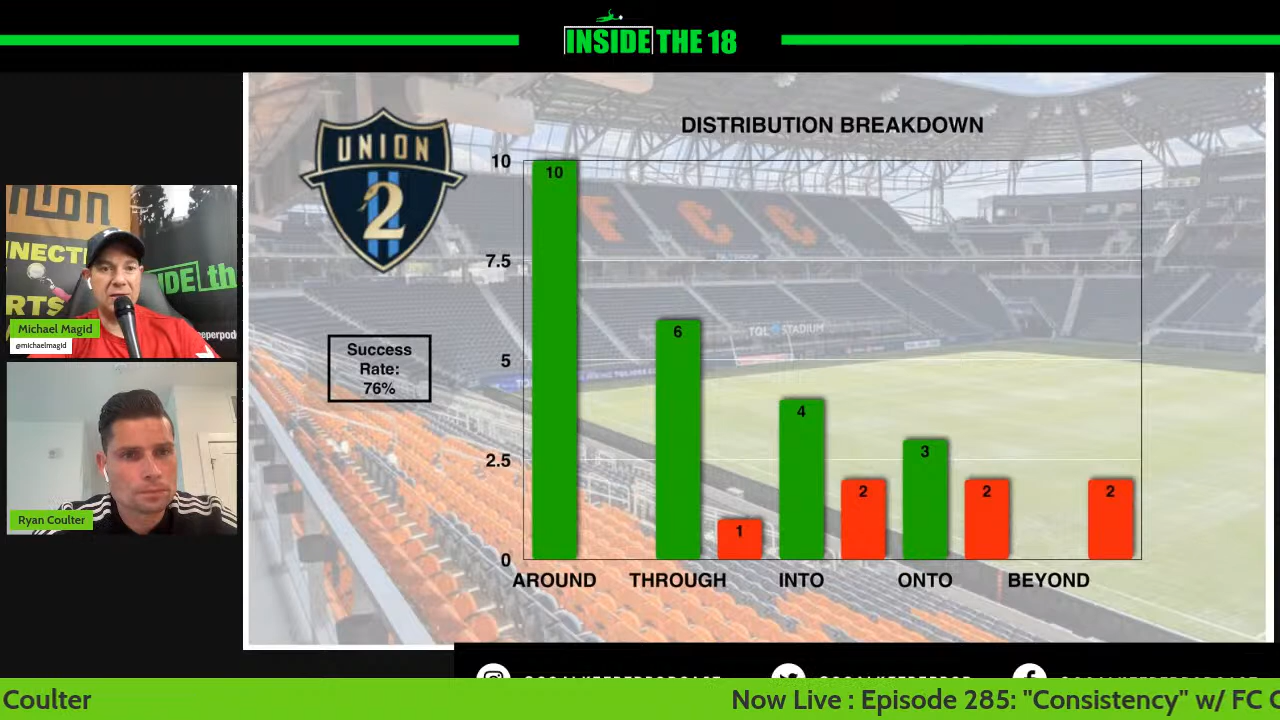 INSIDE THE 18
DISTRIBUTION BREAKDOWN
UNION
2
Success
Rate:
76%
10
7.5
5
2.5
0
10
6
1
4
2
3
2
2
AROUND
THROUGH
INTO
ONTO
BEYOND
F C C
TQL STADIUM
Michael Magid
@michaelmagid
Ryan Coulter
Coulter
Now Live : Episode 285: "Consistency" w/ FC